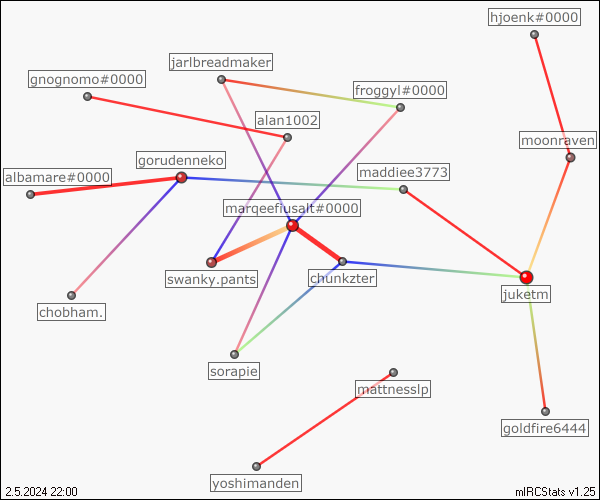 hjoenk#0000
jarlbreadmaker
gnognomo#0000
froggyl#0000
alan1002
moonraven
gorudenneko
maddiee3773
albamare#0000
marqeefiusalt#0000
swanky.pants
chunkzter
juketm
chobham.
sorapie
mattnesslp
goldfire6444
yoshimanden
2.5.2024 22:00
mIRCStats v1.25